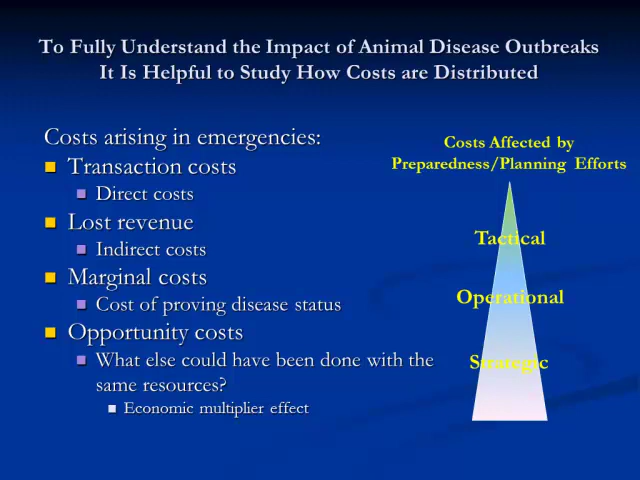 To Fully Understand the Impact of Animal Disease Outbreaks
It Is Helpful to Study How Costs are Distributed
Costs arising in emergencies:
Transaction costs
Direct costs
Lost revenue
Indirect costs
Marginal costs
Cost of proving disease status
Opportunity costs
What else could have been done with the
same resources?
Economic multiplier effect
Costs Affected by
Preparedness/Planning Efforts
Tactical
Operational
Strategic